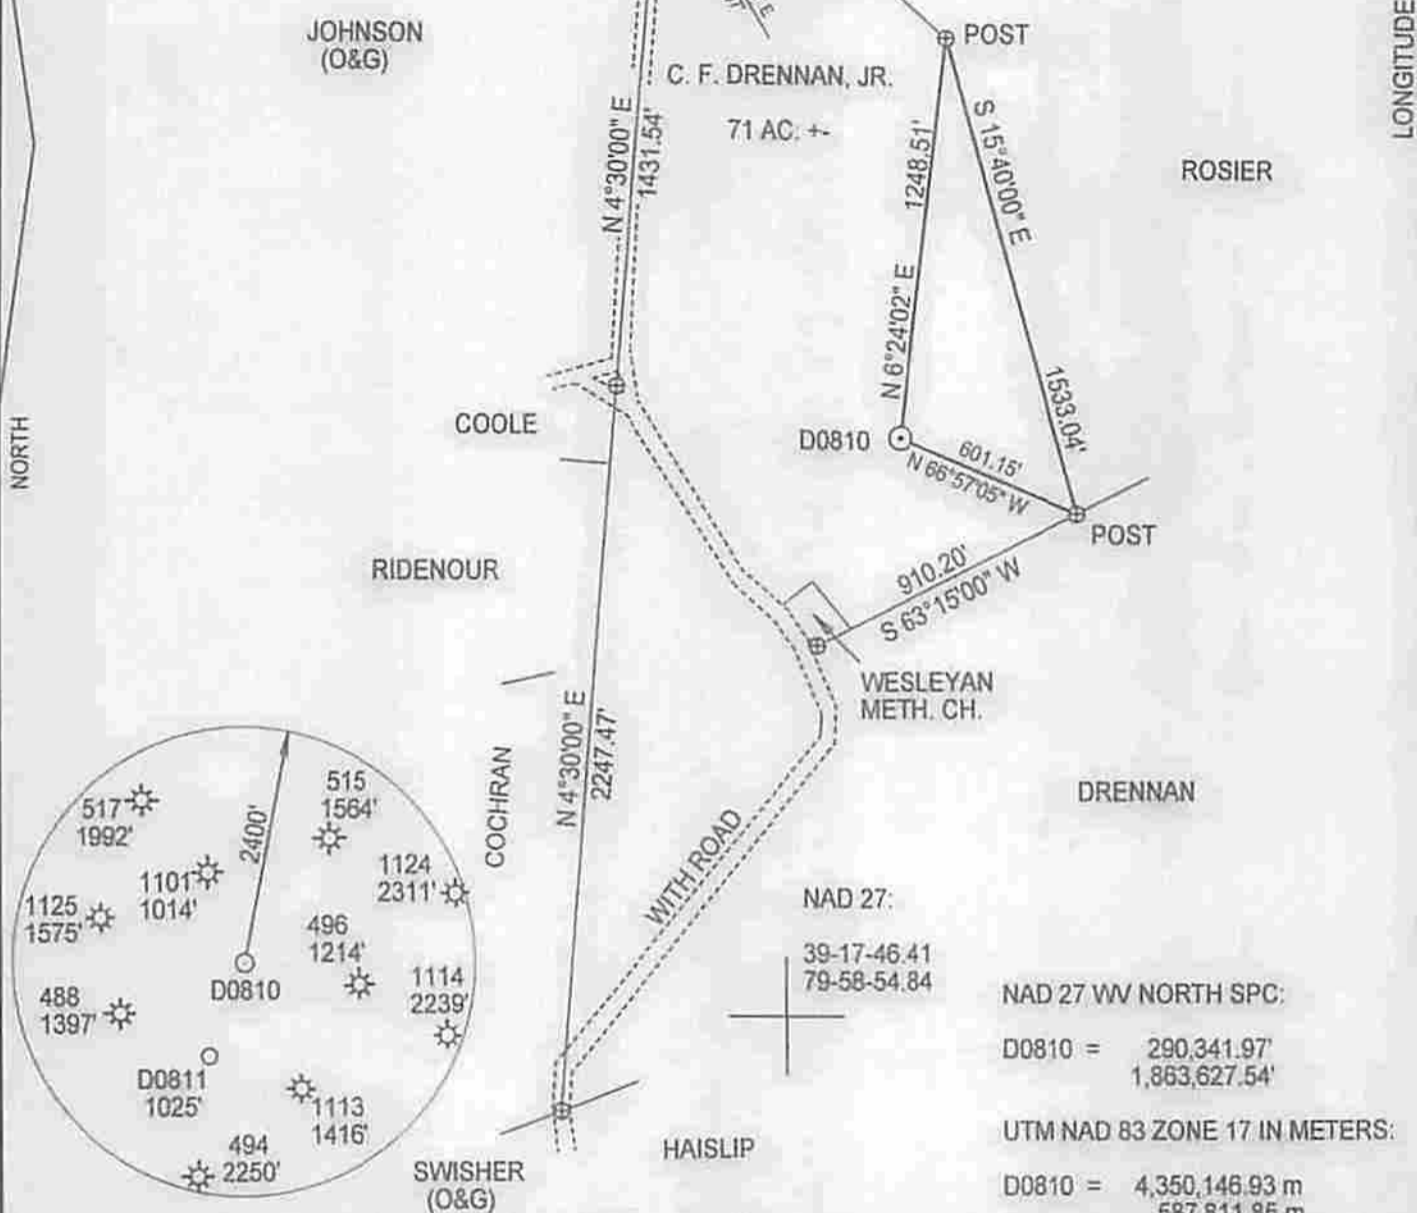 JOHNSON
(O&G)
C. F. DRENNAN, JR.
71 AC. +-
E
POST
LONGITUDE
N 4°30'00" E
1431.54'
1248.51'
N 6°24'02" E
S 15°40'00" E
1533.04'
ROSIER
NORTH
COOLE
D0810
601.15'
N 66°57'05" W
POST
RIDENOUR
910.20'
S 63°15'00" W
WESLEYAN
METH. CH.
COCHRAN
N 4°30'00" E
2247.47'
DRENNAN
WITH ROAD
517
1992'
2400'
515
1564'
1101
1014'
1124
2311'
1125
1575'
496
1214'
D0810
1114
2239'
488
1397'
D0811
1025'
1113
1416'
494
2250'
NAD 27:
39-17-46.41
79-58-54.84
NAD 27 WV NORTH SPC:
D0810 = 290,341.97'
1,863,627.54'
SWISHER
(O&G)
HAISLIP
UTM NAD 83 ZONE 17 IN METERS:
D0810 = 4,350,146.93 m